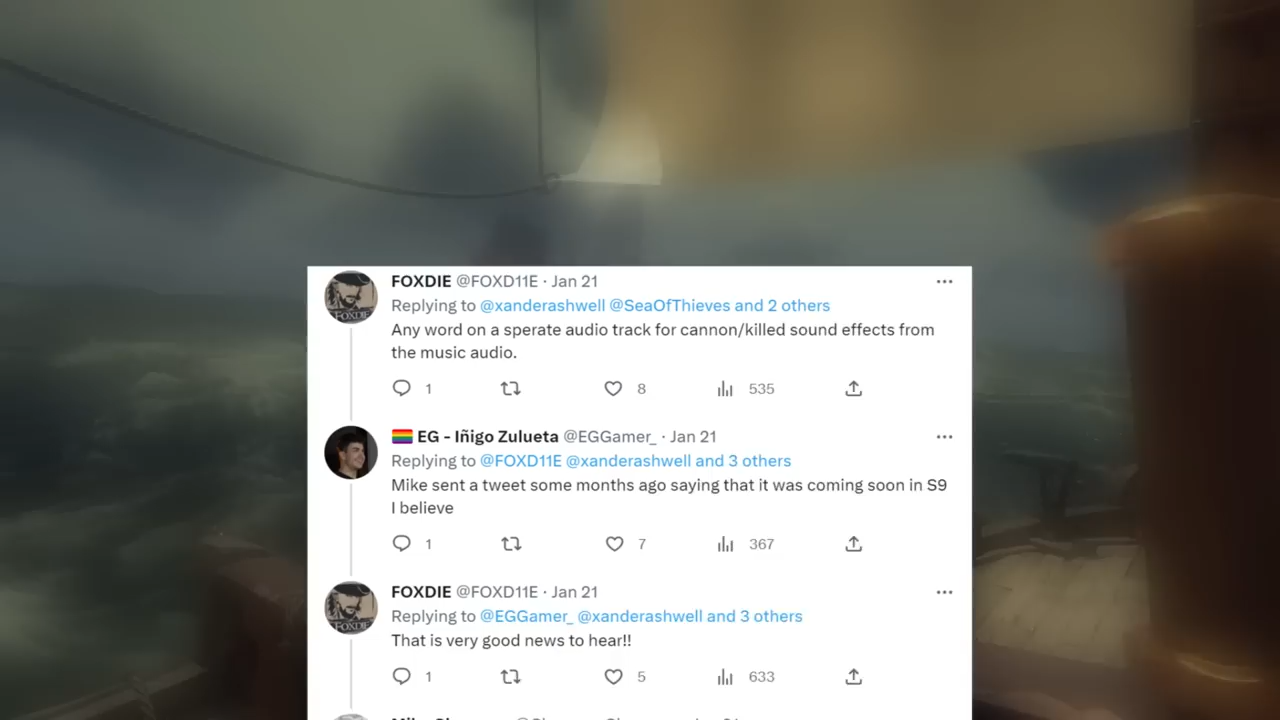 FOXDIE @FOXD11E · Jan 21
Replying to @xanderashwell @SeaOfThieves and 2 others
Any word on a sperate audio track for cannon/killed sound effects from
the music audio.
1 8 535
EG - Iñigo Zulueta @EGGamer_ · Jan 21
Replying to @FOXD11E @xanderashwell and 3 others
Mike sent a tweet some months ago saying that it was coming soon in S9
I believe
1 7 367
FOXDIE @FOXD11E · Jan 21
Replying to @EGGamer_ @xanderashwell and 3 others
That is very good news to hear!!
1 5 633